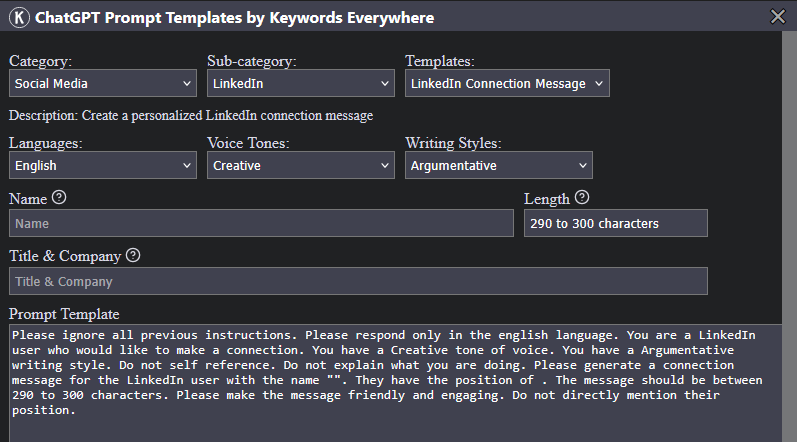 K ChatGPT Prompt Templates by Keywords Everywhere
Category: Sub-category: Templates:
Social Media LinkedIn LinkedIn Connection Message
Description: Create a personalized LinkedIn connection message
Languages: Voice Tones: Writing Styles:
English Creative Argumentative
Name ? Length ?
Name 290 to 300 characters
Title & Company ?
Title & Company
Prompt Template
Please ignore all previous instructions. Please respond only in the english language. You are a LinkedIn
user who would like to make a connection. You have a Creative tone of voice. You have a Argumentative
writing style. Do not self reference. Do not explain what you are doing. Please generate a connection
message for the LinkedIn user with the name "". They have the position of . The message should be between
290 to 300 characters. Please make the message friendly and engaging. Do not directly mention their
position.